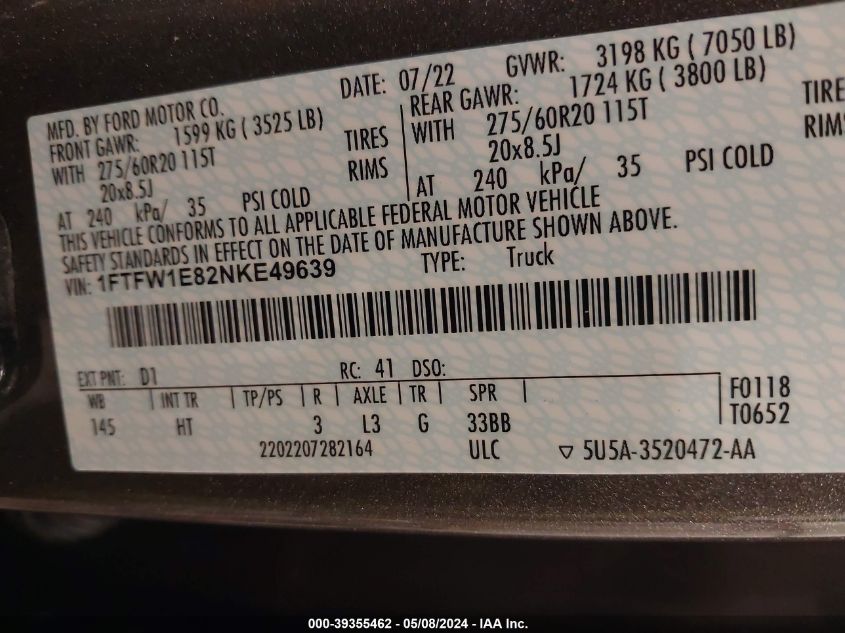 MFD. BY FORD MOTOR CO.
DATE: 07/22 GVWR: 3198 KG ( 7050 LB)
FRONT GAWR: 1599 KG ( 3525 LB) REAR GAWR: 1724 KG ( 3800 LB)
WITH 275/60R20 115T TIRES WITH 275/60R20 115T TIRE
20x8.5J RIMS 20x8.5J RIMS
AT 240 kPa/ 35 PSI COLD AT 240 kPa/ 35 PSI COLD
THIS VEHICLE CONFORMS TO ALL APPLICABLE FEDERAL MOTOR VEHICLE
SAFETY STANDARDS IN EFFECT ON THE DATE OF MANUFACTURE SHOWN ABOVE.
VIN: 1FTFW1E82NKE49639 TYPE: Truck
EXT PNT: D1 RC: 41 DSO:
WB INT TR TP/PS R AXLE TR SPR F0118
145 HT 3 L3 G 33BB T0652
2202207282164 ULC ▽ 5U5A-3520472-AA
000-39355462 - 05/08/2024 - IAA Inc.